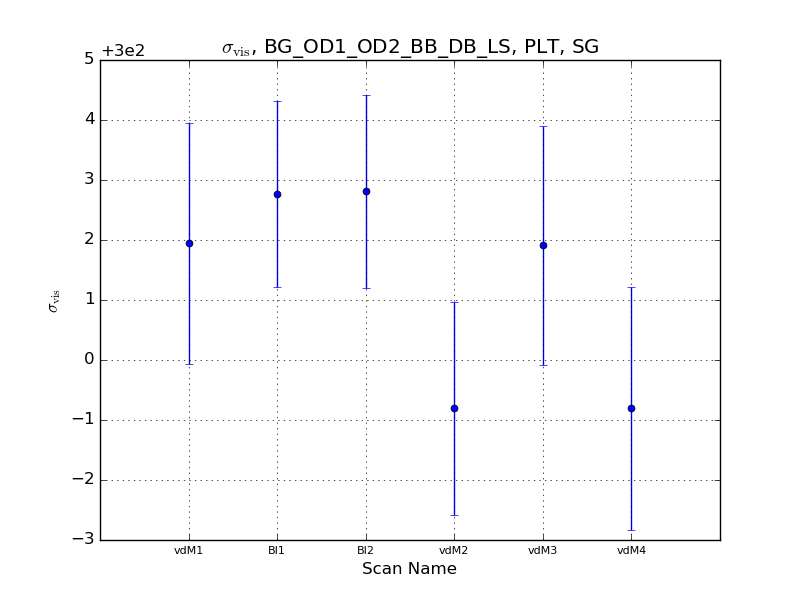 +3e2
σvis, BG_OD1_OD2_BB_DB_LS, PLT, SG
5
4
3
2
1
0
−1
−2
−3
σvis
vdM1 BI1 BI2 vdM2 vdM3 vdM4
Scan Name